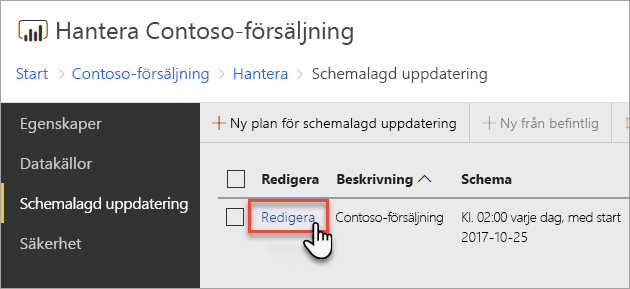 Hantera Contoso-försäljning
Start > Contoso-försäljning > Hantera > Schemalagd uppdatering
Egenskaper
Datakällor
Schemalagd uppdatering
Säkerhet
+ Ny plan för schemalagd uppdatering
+ Ny från befintlig
Redigera Beskrivning Schema
Redigera Contoso-försäljning Kl. 02:00 varje dag, med start
2017-10-25